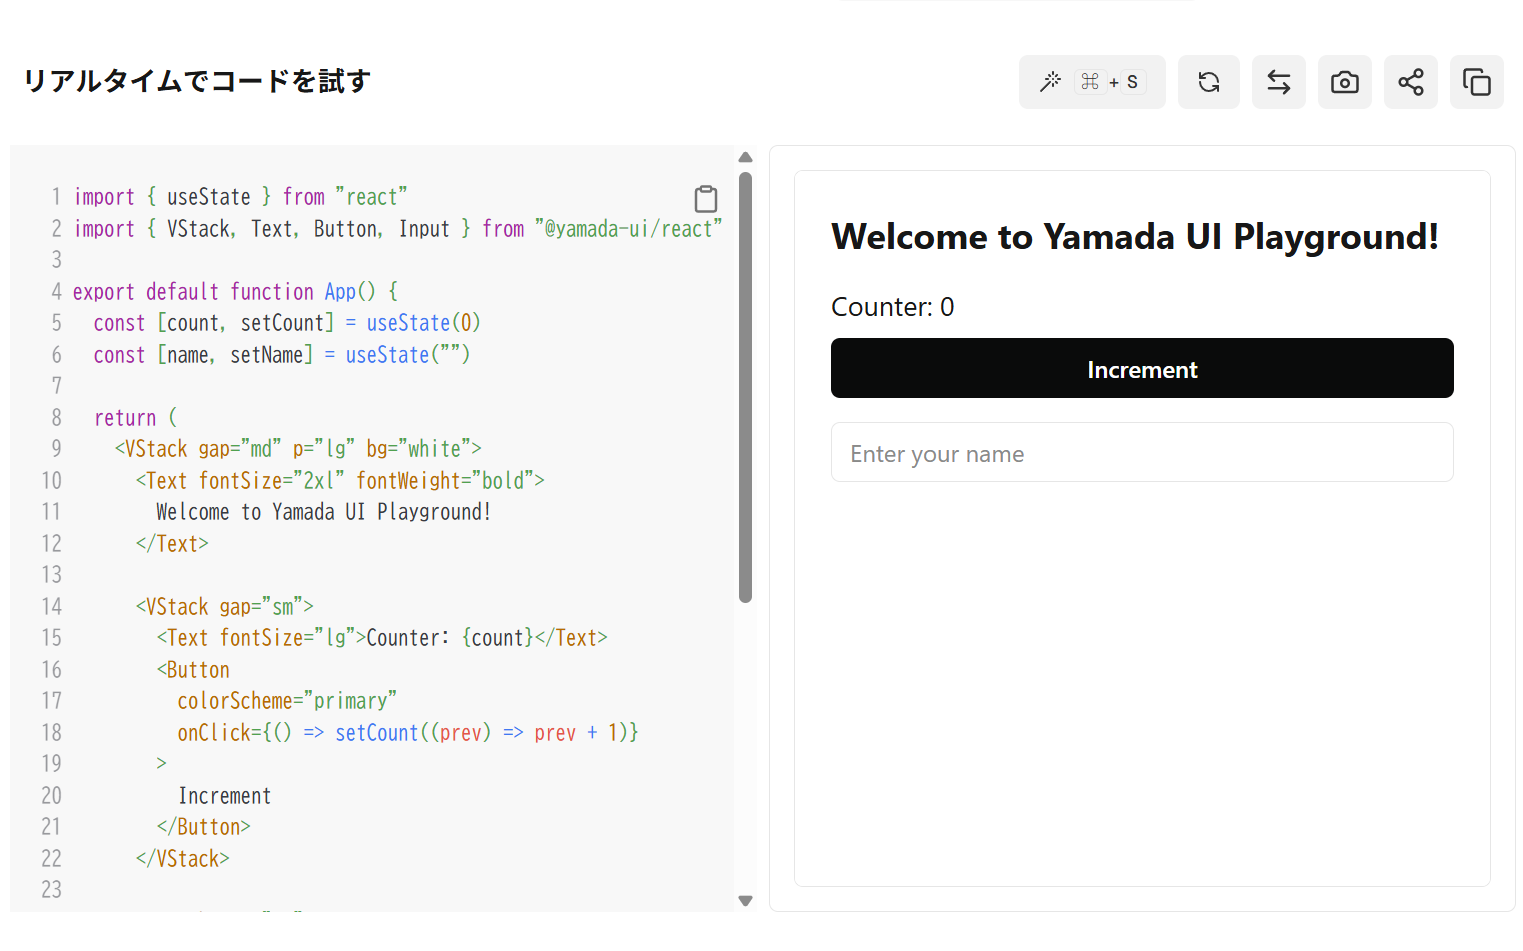 リアルタイムでコードを試す
⌘ + S
1 import { useState } from "react"
2 import { VStack, Text, Button, Input } from "@yamada-ui/react"
3
4 export default function App() {
5   const [count, setCount] = useState(0)
6   const [name, setName] = useState("")
7
8   return (
9     <VStack gap="md" p="lg" bg="white">
10       <Text fontSize="2xl" fontWeight="bold">
11         Welcome to Yamada UI Playground!
12       </Text>
13
14       <VStack gap="sm">
15         <Text fontSize="lg">Counter: {count}</Text>
16         <Button
17           colorScheme="primary"
18           onClick={() => setCount((prev) => prev + 1)}
19         >
20           Increment
21         </Button>
22       </VStack>
23
Welcome to Yamada UI Playground!
Counter: 0
Increment
Enter your name